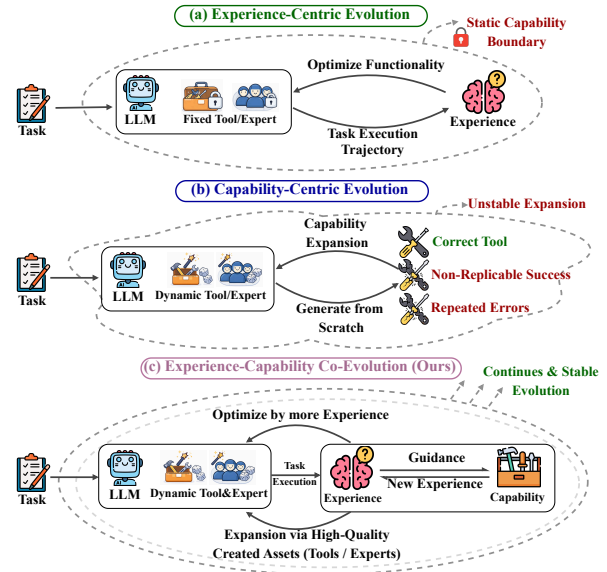 (a) Experience-Centric Evolution
Static Capability
Boundary
Optimize Functionality
Task
LLM
Fixed Tool/Expert
Experience
Task Execution
Trajectory
(b) Capability-Centric Evolution
Unstable Expansion
Capability
Expansion
Correct Tool
Non-Replicable Success
Task
LLM
Dynamic Tool/Expert
Generate from
Scratch
Repeated Errors
(c) Experience-Capability Co-Evolution (Ours)
Continues & Stable
Evolution
Optimize by more Experience
Task
Execution
Guidance
New Experience
Task
LLM
Dynamic Tool&Expert
Experience
Capability
Expansion via High-Quality
Created Assets (Tools / Experts)